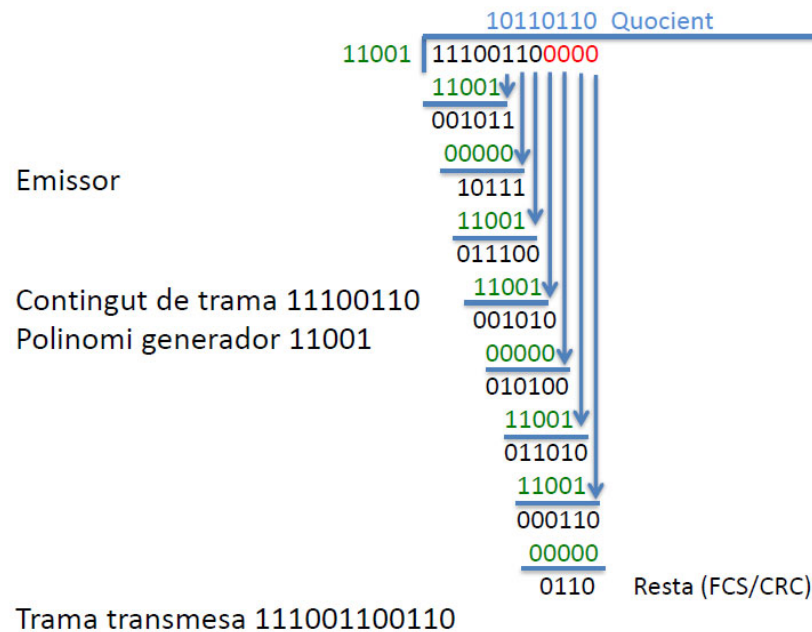 10110110 Quocient
11001 111001100000
11001
001011
00000
Emissor
10111
11001
011100
11001
Contingut de trama 11100110
001010
Polinomi generador 11001
00000
010100
11001
011010
11001
000110
00000
0110 Resta (FCS/CRC)
Trama transmesa 111001100110